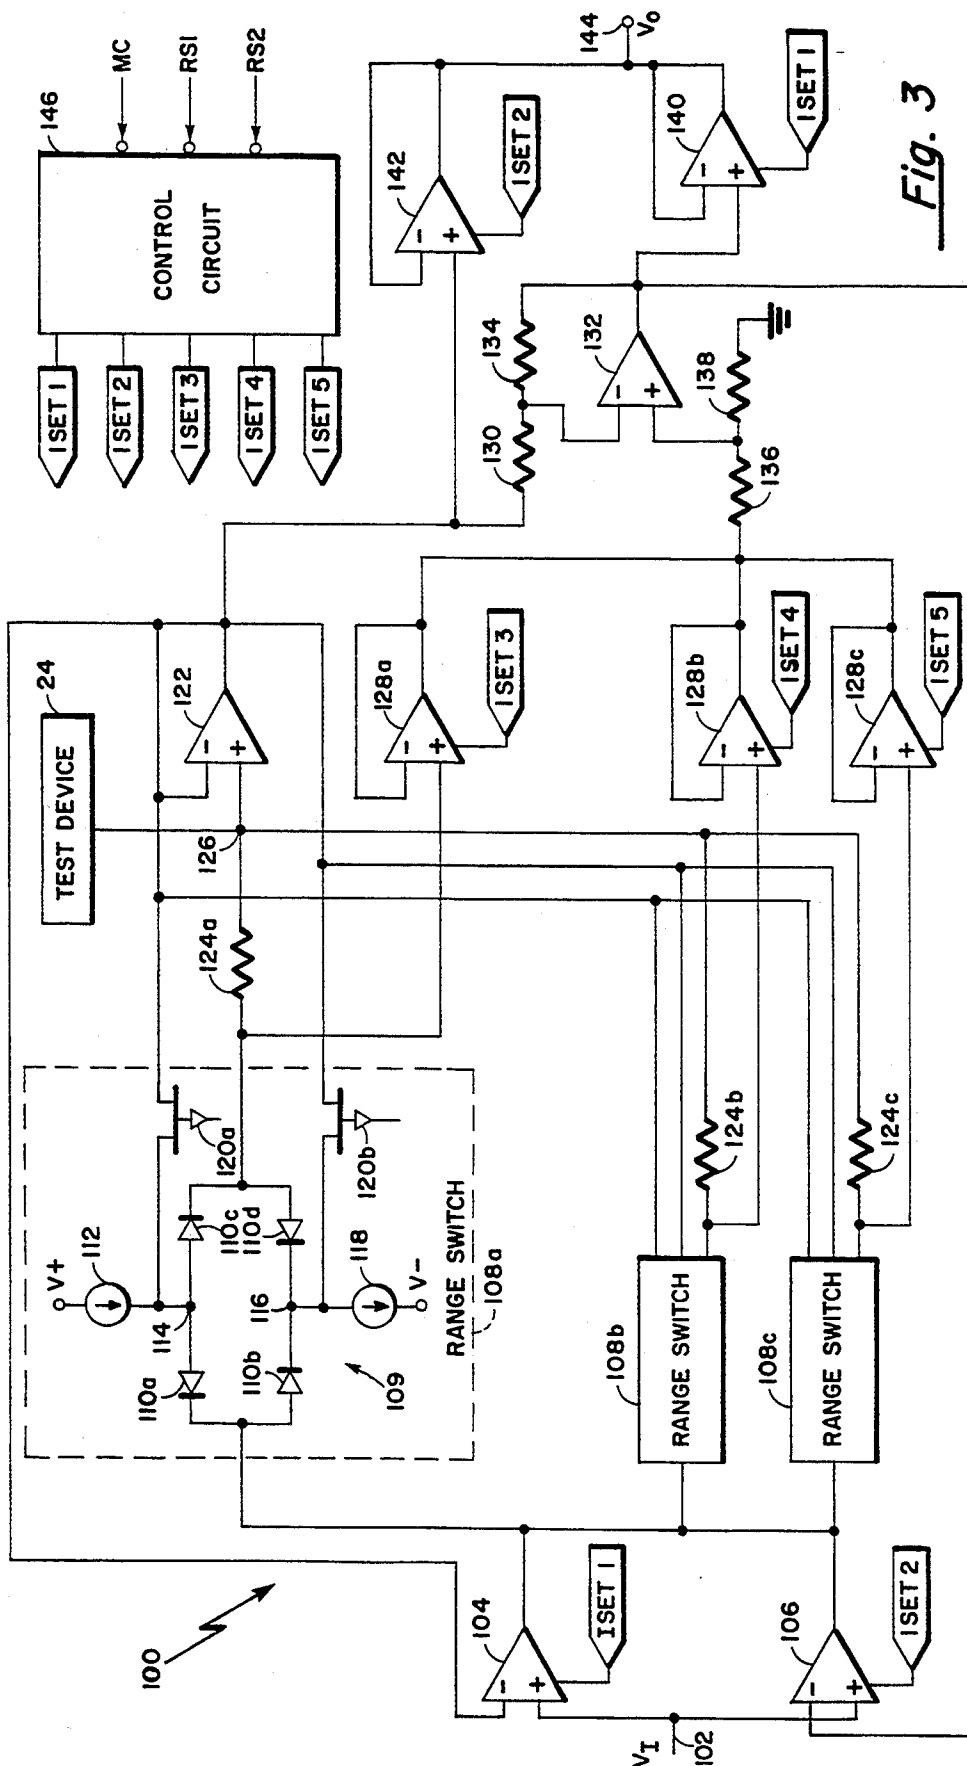 146
CONTROL CIRCUIT
MC
RS1
RS2
ISET 1
ISET 2
ISET 3
ISET 4
ISET 5
144
Vo
142
ISET 2
140
ISET 1
Fig. 3
134
132
138
130
136
24
TEST DEVICE
122
128a
ISET 3
128b
ISET 4
128c
ISET 5
126
124a
124b
124c
V+
112
114
110a
110b
110c
110d
116
118
V-
120a
120b
109
RANGE SWITCH
108a
108b
RANGE SWITCH
108c
RANGE SWITCH
100
104
ISET 1
106
ISET 2
VI
102
-
+
-
+
-
+
-
+
-
+
-
+
-
+
-
+
-
+